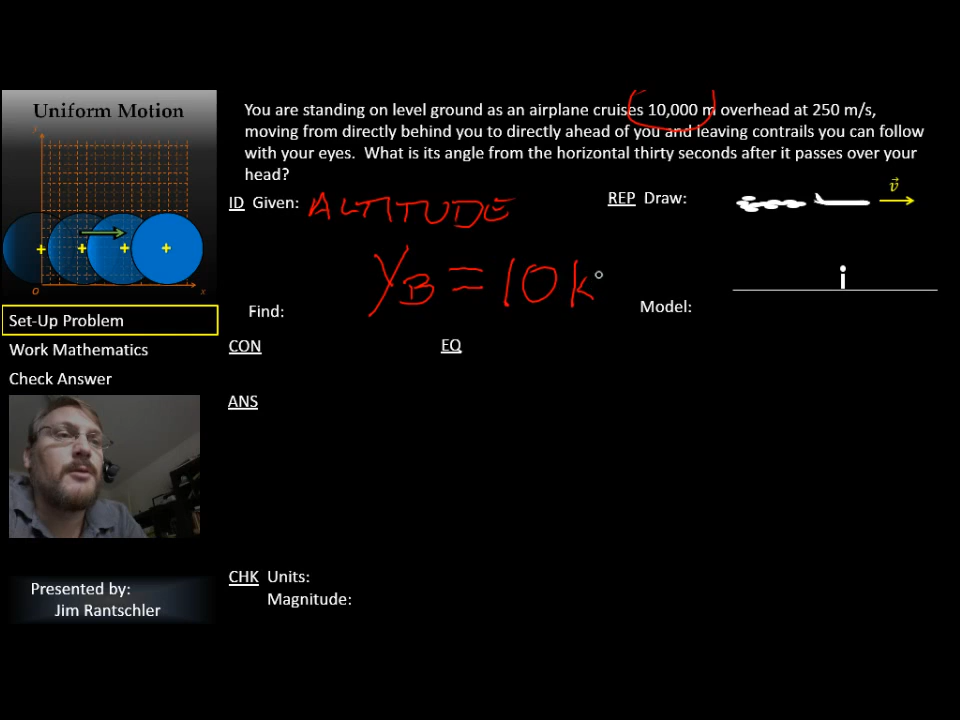 Uniform Motion
y
O
x
Set-Up Problem
Work Mathematics
Check Answer
Presented by:
Jim Rantschler
You are standing on level ground as an airplane cruises 10,000 m overhead at 250 m/s,
moving from directly behind you to directly ahead of you and leaving contrails you can follow
with your eyes. What is its angle from the horizontal thirty seconds after it passes over your
head?
ID Given: ALTITUDE
yB = 10 k
Find:
REP Draw:
v
Model:
CON
EQ
ANS
CHK Units:
Magnitude: